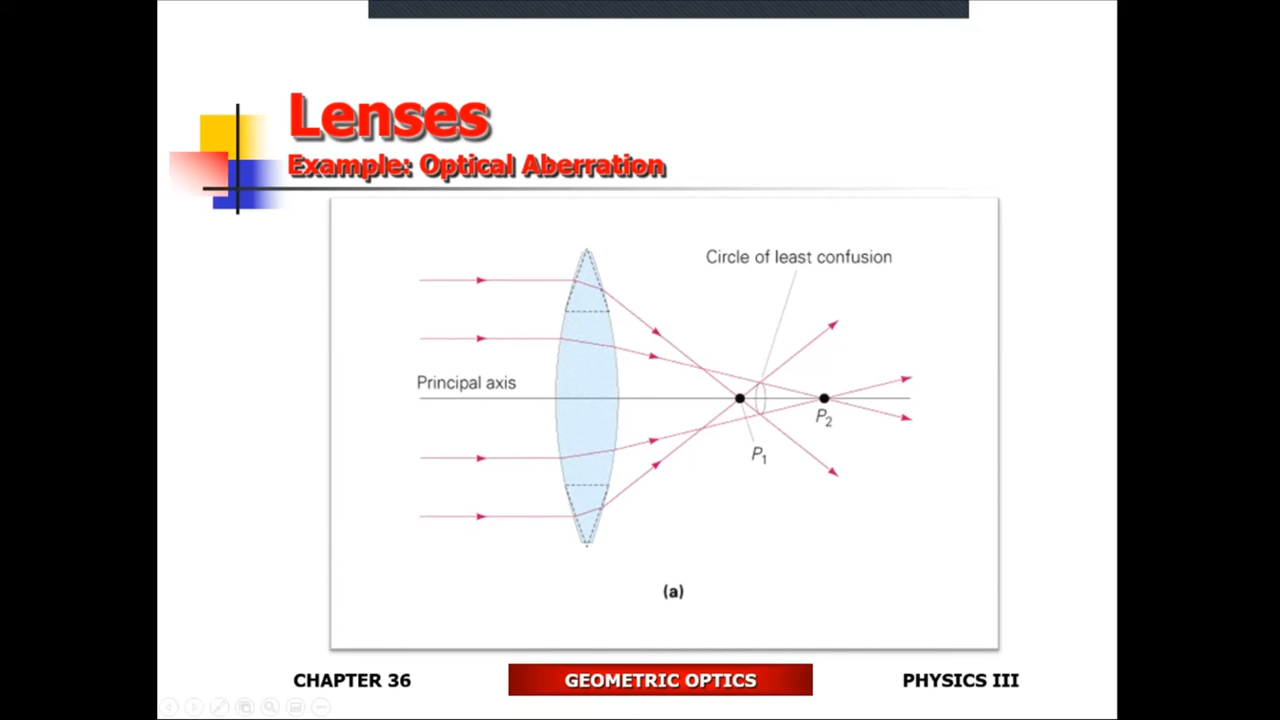 Lenses
Example: Optical Aberration
Circle of least confusion
Principal axis
P2
P1
(a)
CHAPTER 36
GEOMETRIC OPTICS
PHYSICS III